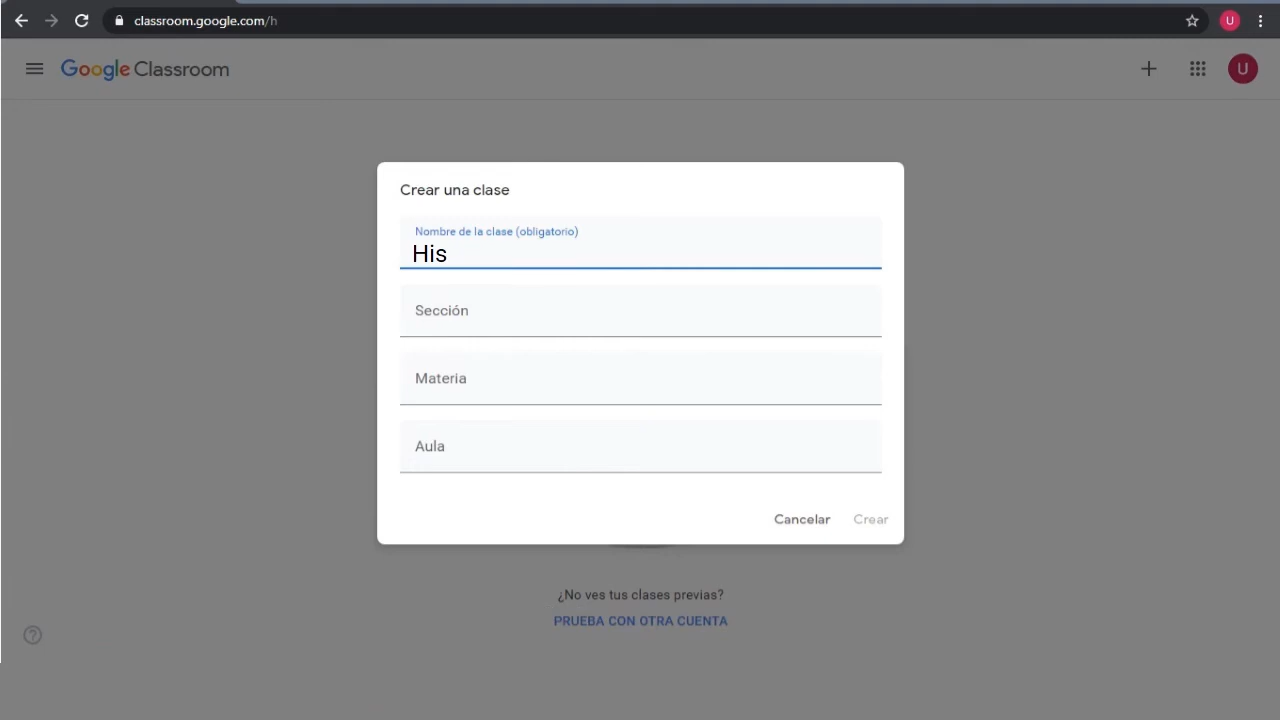 classroom.google.com/h
U
Google Classroom
U
Crear una clase
Nombre de la clase (obligatorio)
His
Sección
Materia
Aula
Cancelar
Crear
¿No ves tus clases previas?
PRUEBA CON OTRA CUENTA
?